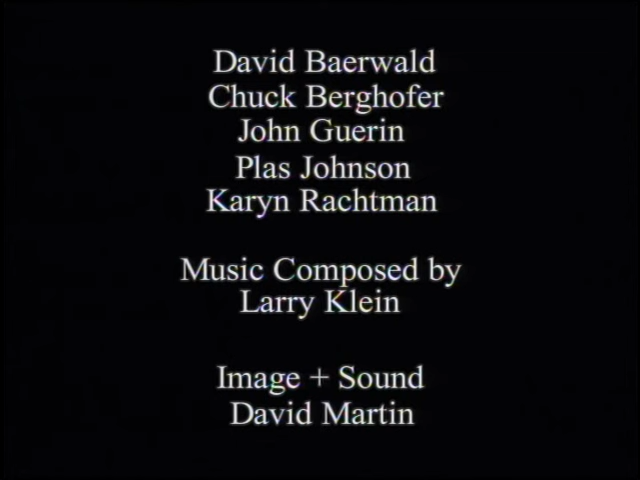 David Baerwald
Chuck Berghofer
John Guerin
Plas Johnson
Karyn Rachtman
Music Composed by
Larry Klein
Image + Sound
David Martin